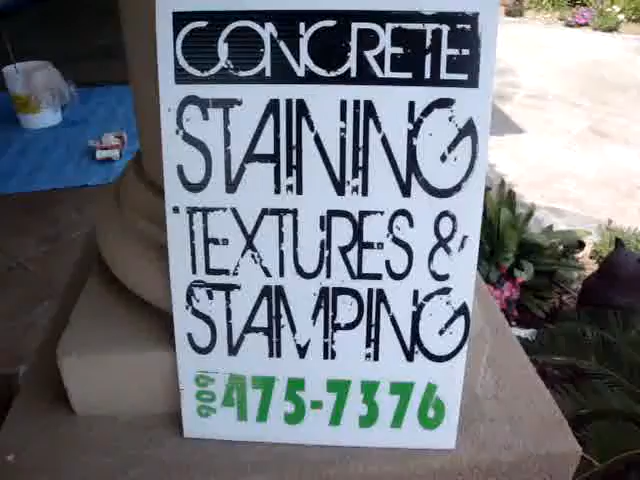 CONCRETE
STAINING
TEXTURES &
STAMPING
909 475-7376